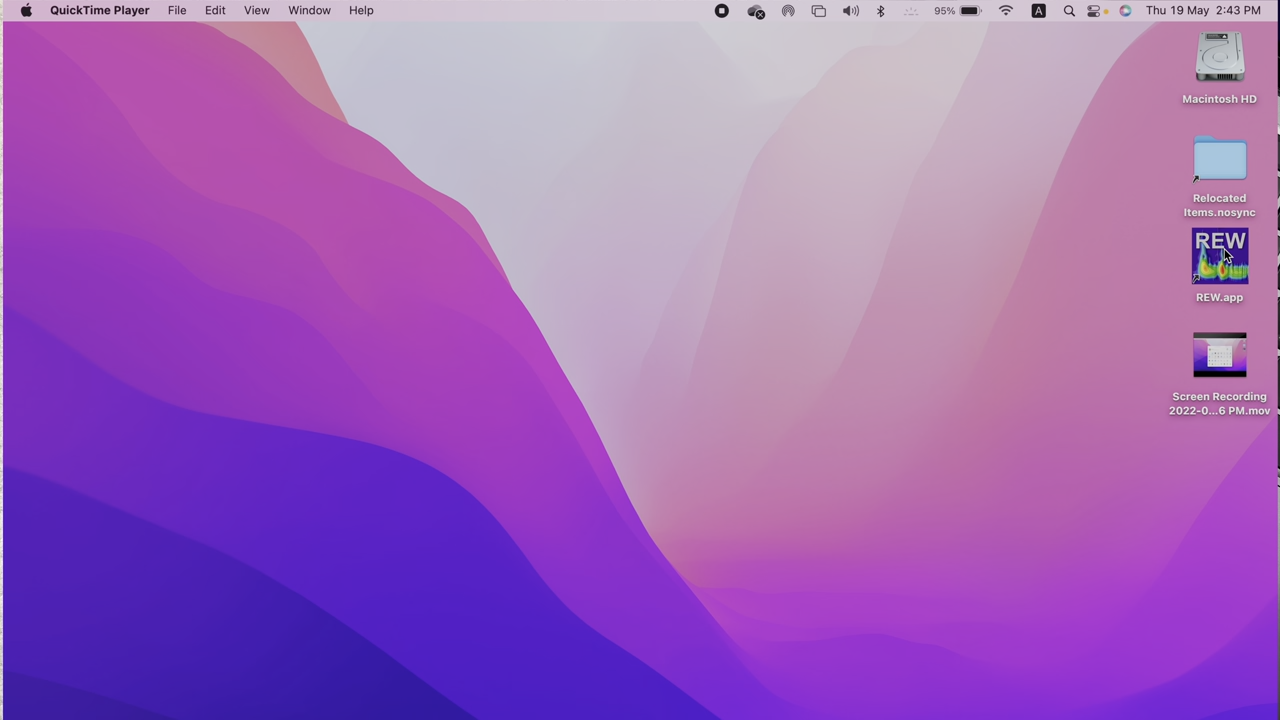 QuickTime Player File Edit View Window Help 95% A Thu 19 May 2:43 PM
Macintosh HD
Relocated
Items.nosync
REW
REW.app
Screen Recording
2022-0...6 PM.mov